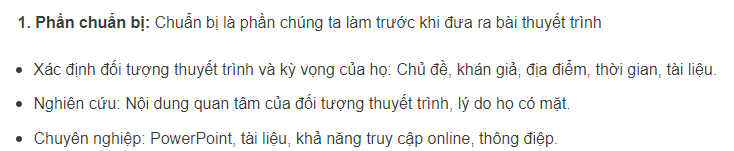 1. Phần chuẩn bị: Chuẩn bị là phần chúng ta làm trước khi đưa ra bài thuyết trình
• Xác định đối tượng thuyết trình và kỳ vọng của họ: Chủ đề, khán giả, địa điểm, thời gian, tài liệu.
• Nghiên cứu: Nội dung quan tâm của đối tượng thuyết trình, lý do họ có mặt.
• Chuyên nghiệp: PowerPoint, tài liệu, khả năng truy cập online, thông điệp.